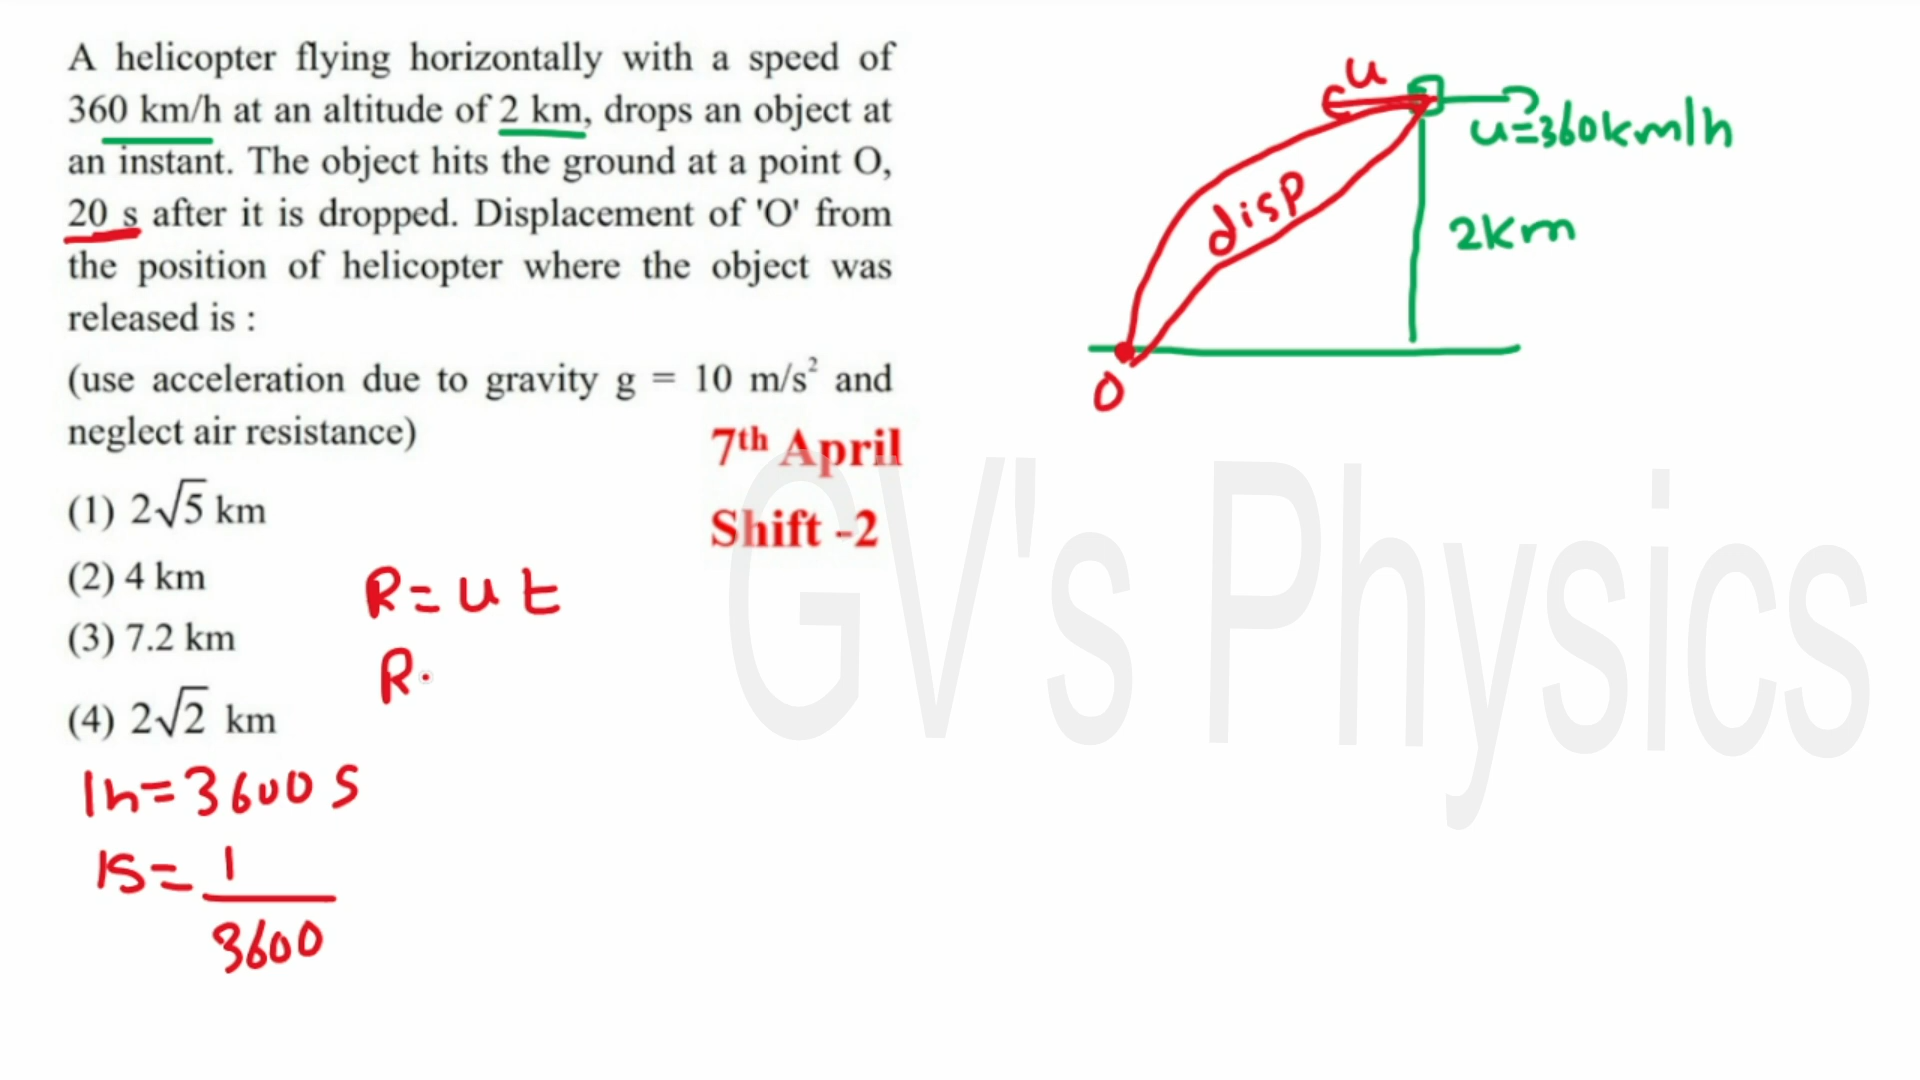 A helicopter flying horizontally with a speed of
360 km/h at an altitude of 2 km, drops an object at
an instant. The object hits the ground at a point O,
20 s after it is dropped. Displacement of 'O' from
the position of helicopter where the object was
released is :
(use acceleration due to gravity g = 10 m/s² and
neglect air resistance)
(1) 2√5 km
(2) 4 km
(3) 7.2 km
(4) 2√2 km
7th April
Shift -2
R = u t
R
1h = 3600 S
1S = 1
3600
u
u = 360km/h
disp
2km
O
GV's Physics